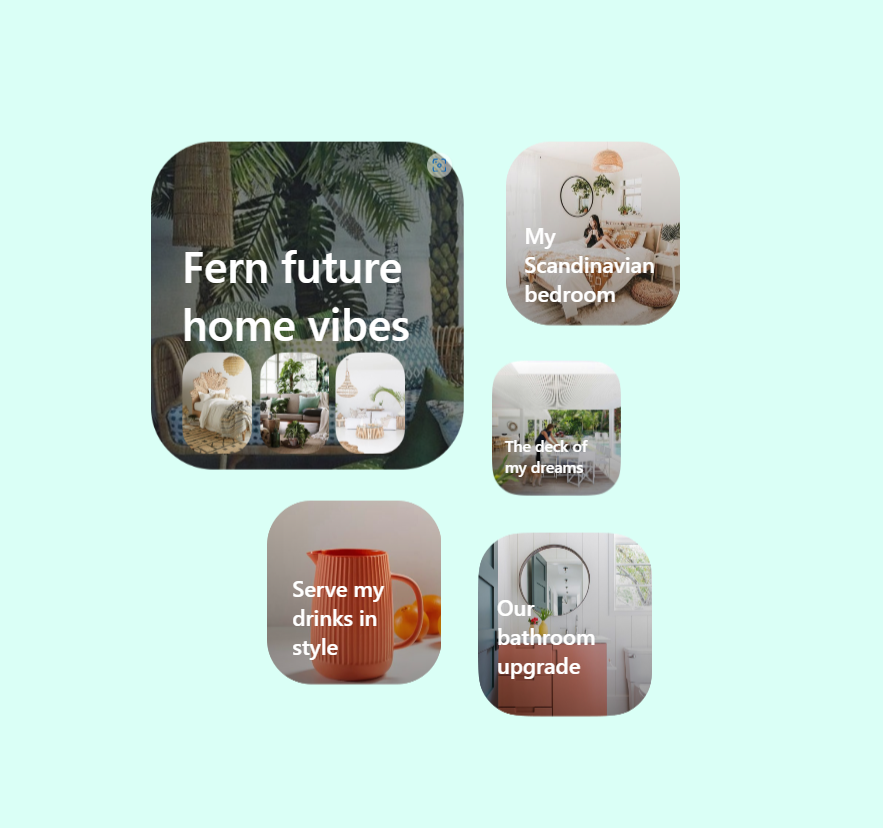 Fern future
home vibes
My
Scandinavian
bedroom
The deck of
my dreams
Serve my
drinks in
style
Our
bathroom
upgrade